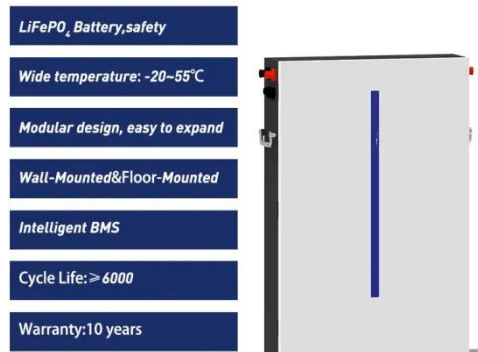 LiFePO₄ Battery,safety
Wide temperature: -20~55℃
Modular design, easy to expand
Wall-Mounted&Floor-Mounted
Intelligent BMS
Cycle Life:≥6000
Warranty:10 years